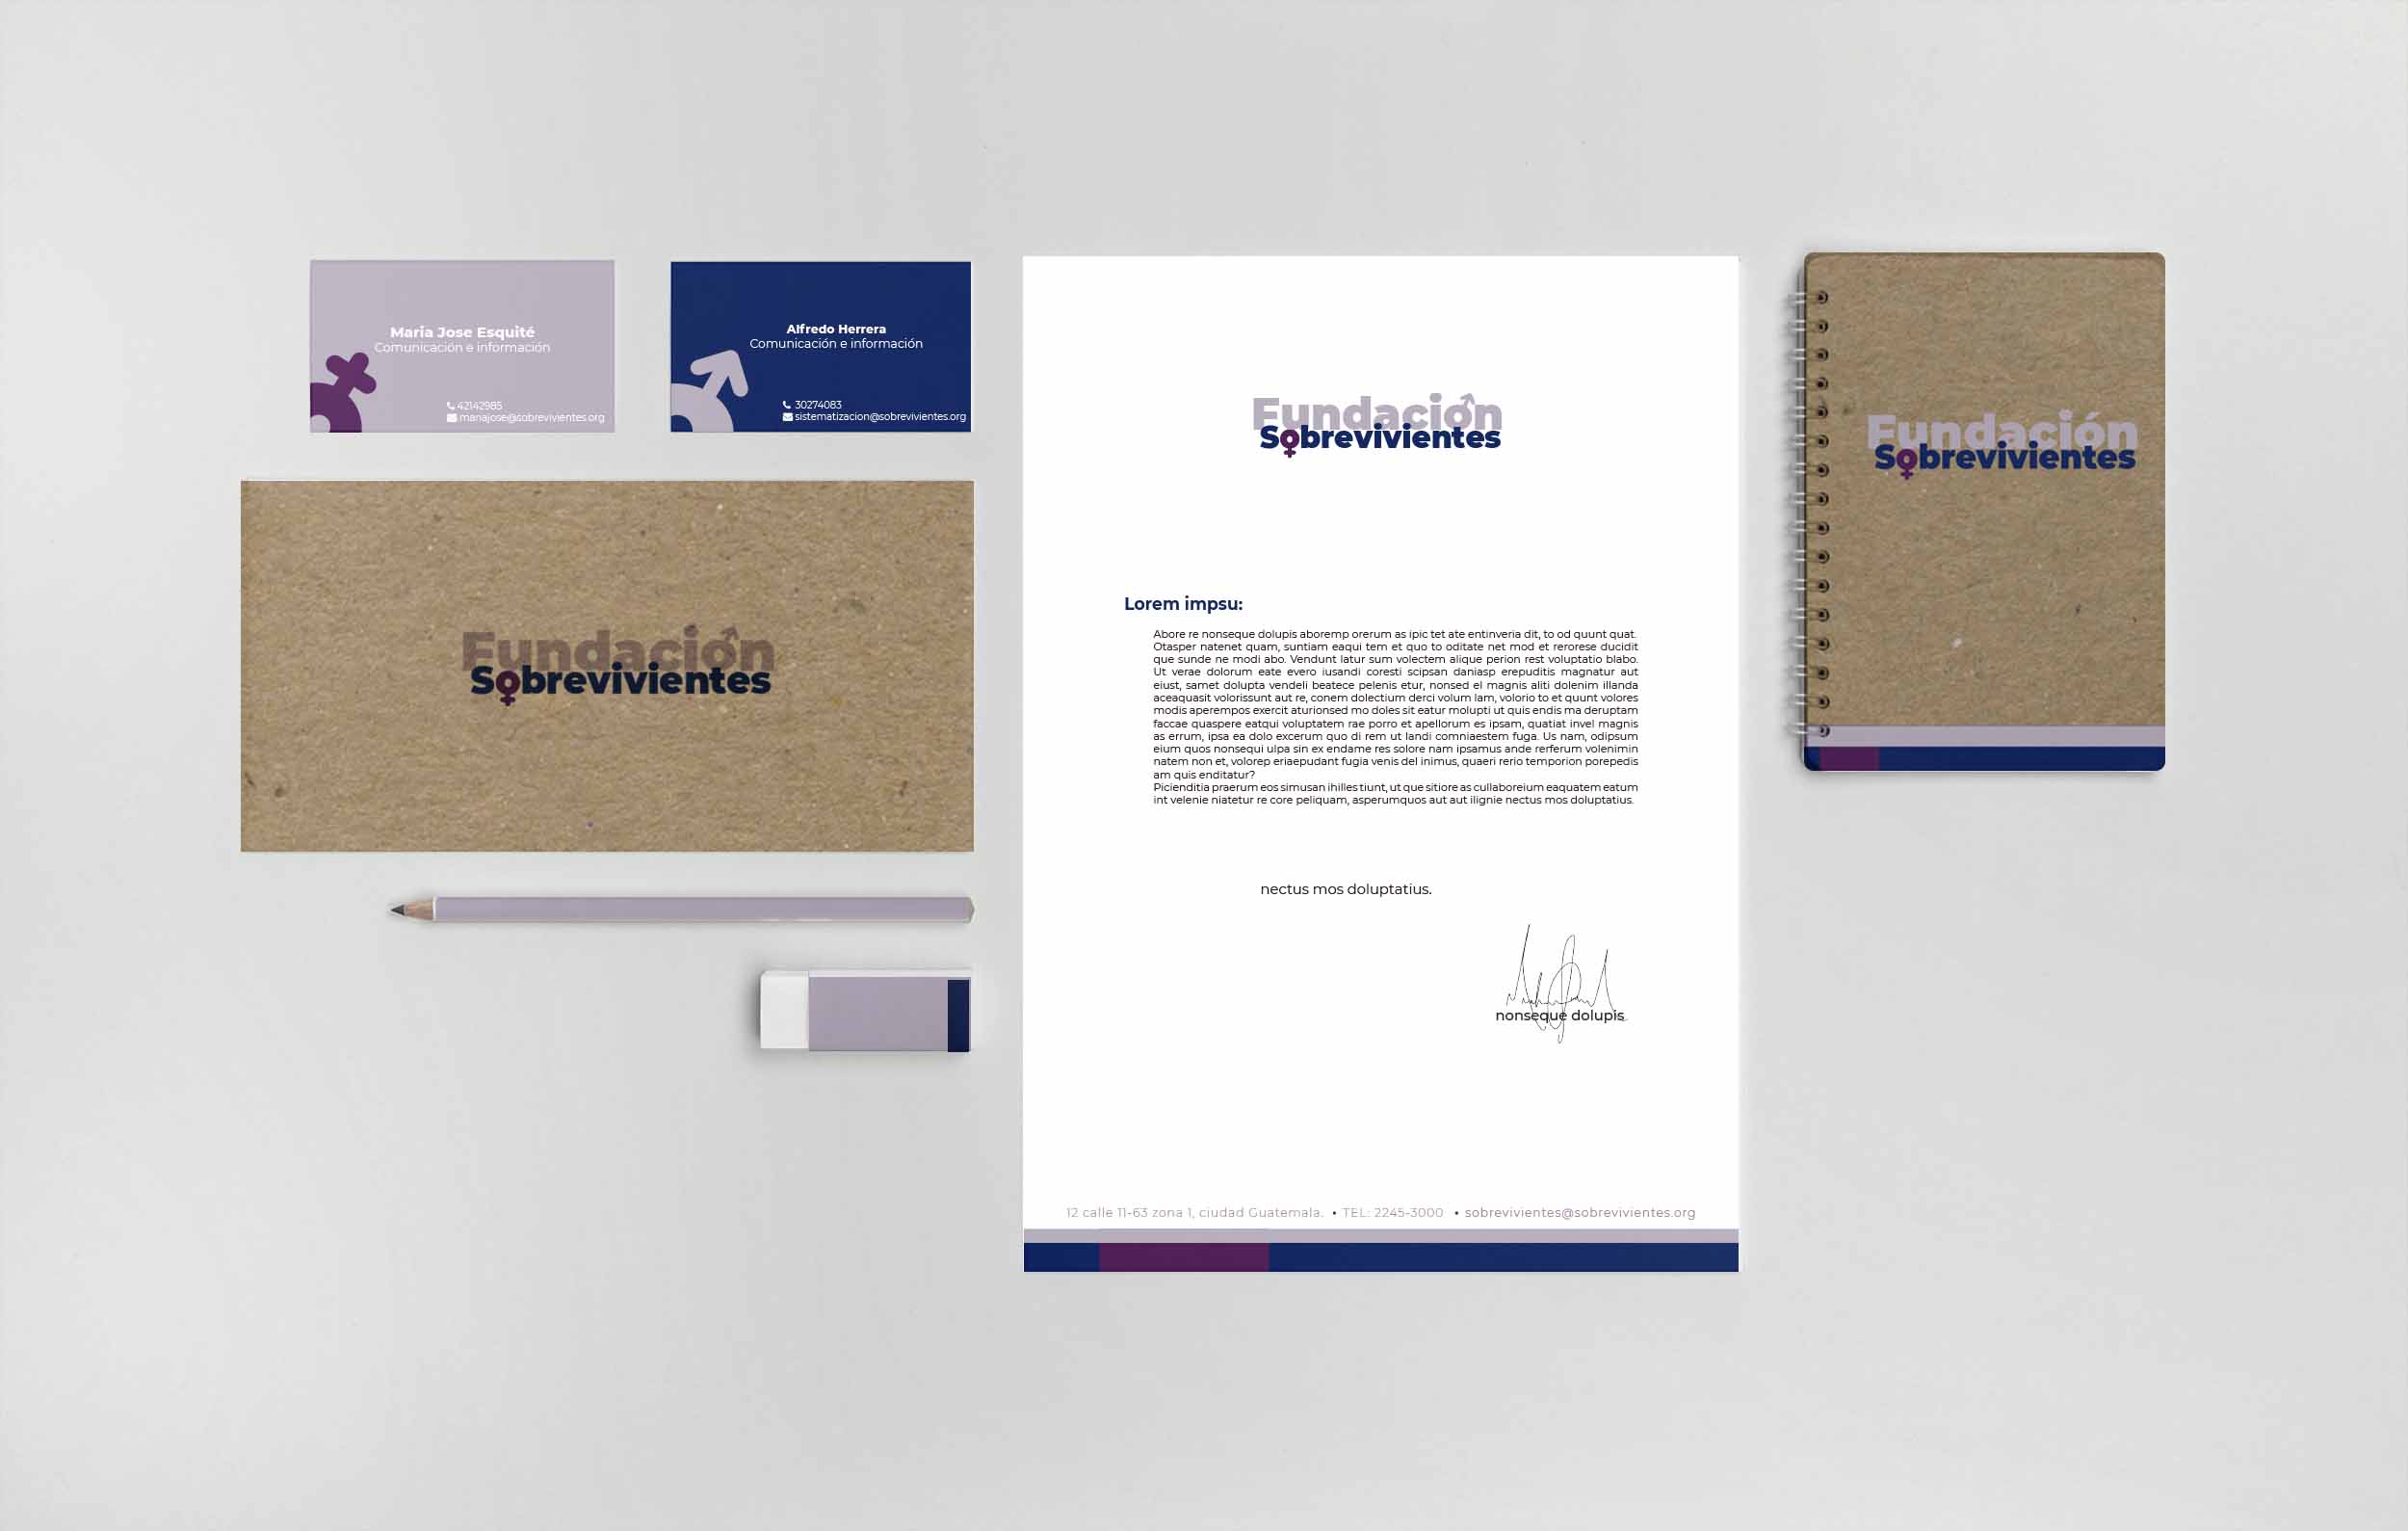 Maria Jose Esquité
Comunicación e información
42142985
manajose@sobrevivientes.org
Alfredo Herrera
Comunicación e información
30274083
sistematizacion@sobrevivientes.org
Fundación
Sobrevivientes
Fundación
Sobrevivientes
Lorem impsu:
Abore re nonseque dolupis aboremp orerum as ipic tet ate entinveria dit, to od quunt quat.
Otasper natenet quam, suntiam eaqui tem et quo to oditate net mod et rerorese ducidit
que sunde ne modi abo. Vendunt latur sum volectem alique perion rest voluptatio blabo.
Ut verae dolorum eate evero iusandi coresti scipsan daniasp erepuditis magnatur aut
eiust, samet dolupta vendeli beatece pelenis etur, nonsed el magnis aliti dolenim illanda
aceaquasit volorissunt aut re, conem dolectium derci volum lam, volorio to et quunt volores
modis aperempos exercit aturionsed mo doles sit eatur molupti ut quis endis ma deruptam
faccae quaspere eatqui voluptatem rae porro et apellorum es ipsam, quatiat invel magnis
as errum, ipsa ea dolo excerum quo di rem ut landi comniaestem fuga. Us nam, odipsum
eium quos nonsequi ulpa sin ex endame res solore nam ipsamus ande rerferum volenimin
natem non et, volorep eriaepudant fugia venis del inimus, quaeri rerio temporion porepedis
am quis enditatur?
Picienditia praerum eos simusan ihilles tiunt, ut que sitiore as cullaboreium eaquatem eatum
int velenie niatetur re core peliquam, asperumquos aut aut ilignie nectus mos doluptatius.
nectus mos doluptatius.
nonseque dolupis
12 calle 11-63 zona 1, ciudad Guatemala. • TEL: 2245-3000 • sobrevivientes@sobrevivientes.org
Fundación
Sobrevivientes